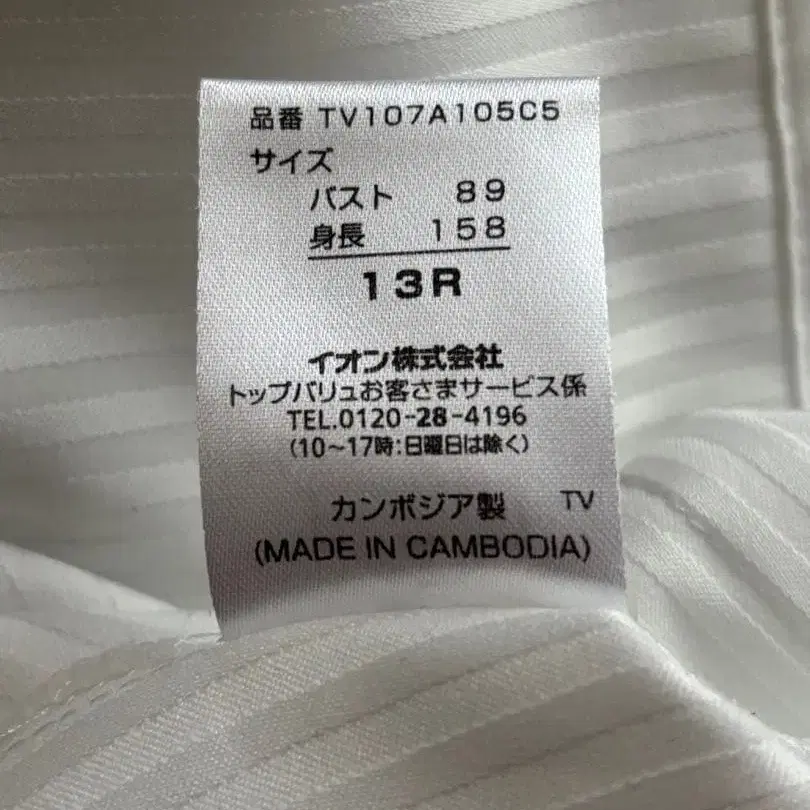 品番 TV107A105C5
サイズ
バスト 89
身長 158
13R
イオン株式会社
トップバリュお客さまサービス係
TEL.0120-28-4196
(10〜17時:日曜日は除く)
カンボジア製 TV
(MADE IN CAMBODIA)